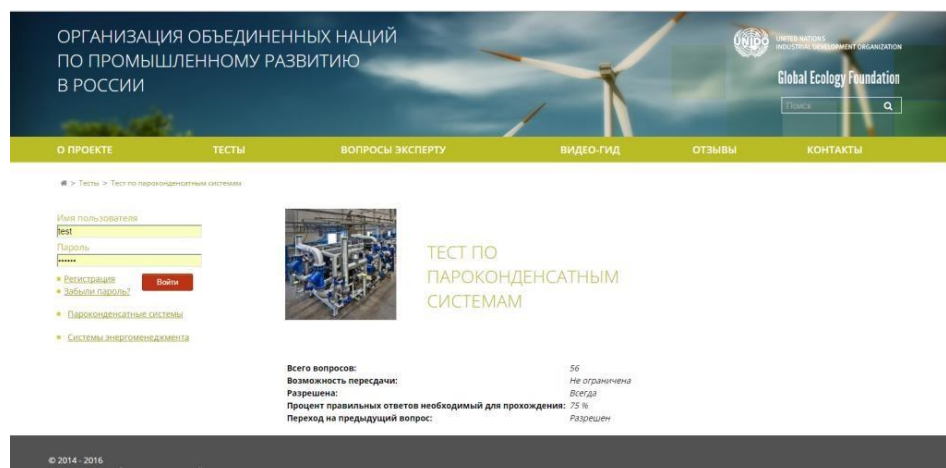 ОРГАНИЗАЦИЯ ОБЪЕДИНЕННЫХ НАЦИЙ
ПО ПРОМЫШЛЕННОМУ РАЗВИТИЮ
В РОССИИ
UNIDO
UNITED NATIONS
INDUSTRIAL DEVELOPMENT ORGANIZATION
Global Ecology Foundation
Поиск
О ПРОЕКТЕ ТЕСТЫ ВОПРОСЫ ЭКСПЕРТУ ВИДЕО-ГИД ОТЗЫВЫ КОНТАКТЫ
> Тесты > Тест по пароконденсатным системам
Имя пользователя
test
Пароль
••••••
Регистрация
Забыли пароль?
Войти
Пароконденсатные системы
Системы энергоменеджмента
ТЕСТ ПО
ПАРОКОНДЕНСАТНЫМ
СИСТЕМАМ
Всего вопросов: 56
Возможность пересдачи: Не ограничена
Разрешена: Всегда
Процент правильных ответов необходимый для прохождения: 75 %
Переход на предыдущий вопрос: Разрешен
© 2014 - 2016